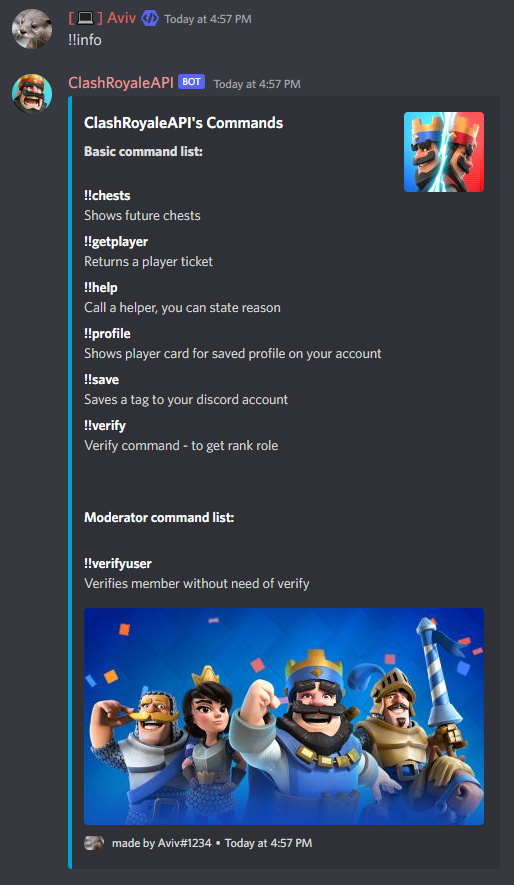 [ 💻 ] Aviv Today at 4:57 PM
!!info
ClashRoyaleAPI BOT Today at 4:57 PM
ClashRoyaleAPI's Commands
Basic command list:
!!chests
Shows future chests
!!getplayer
Returns a player ticket
!!help
Call a helper, you can state reason
!!profile
Shows player card for saved profile on your account
!!save
Saves a tag to your discord account
!!verify
Verify command - to get rank role
Moderator command list:
!!verifyuser
Verifies member without need of verify
made by Aviv#1234 • Today at 4:57 PM